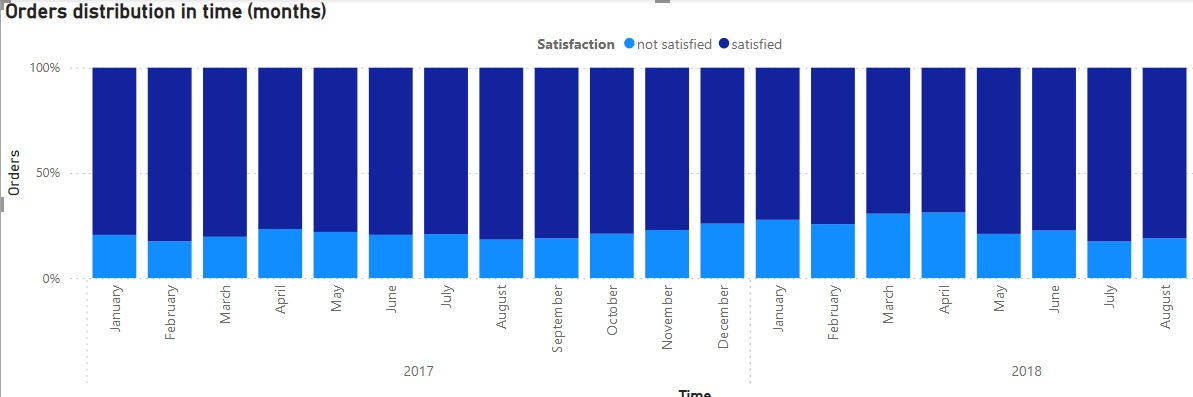 Orders distribution in time (months)
Satisfaction not satisfied satisfied
100%
50%
0%
Orders
January
February
March
April
May
June
July
August
September
October
November
December
January
February
March
April
May
June
July
August
2017
2018
Time